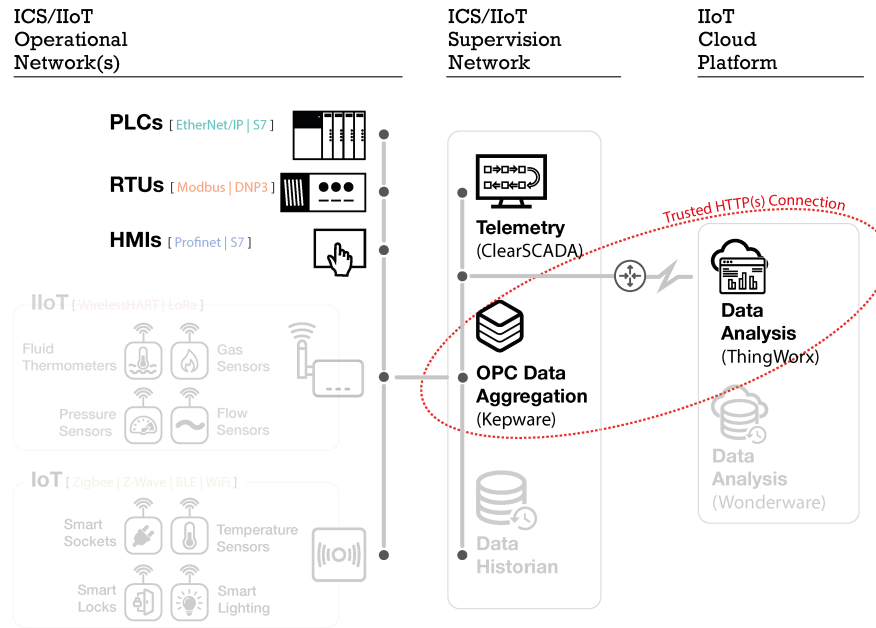 ICS/IIoT
Operational
Network(s)
ICS/IIoT
Supervision
Network
IIoT
Cloud
Platform
PLCs [ EtherNet/IP | S7 ]
RTUs [ Modbus | DNP3 ]
HMIs [ Profinet | S7 ]
IIoT [ WirelessHART | LoRa ]
Fluid
Thermometers
Gas
Sensors
Pressure
Sensors
Flow
Sensors
IoT [ Zigbee | Z-Wave | BLE | WiFi ]
Smart
Sockets
Temperature
Sensors
Smart
Locks
Smart
Lighting
Telemetry
(ClearSCADA)
OPC Data
Aggregation
(Kepware)
Data
Historian
Trusted HTTP(s) Connection
Data
Analysis
(ThingWorx)
Data
Analysis
(Wonderware)